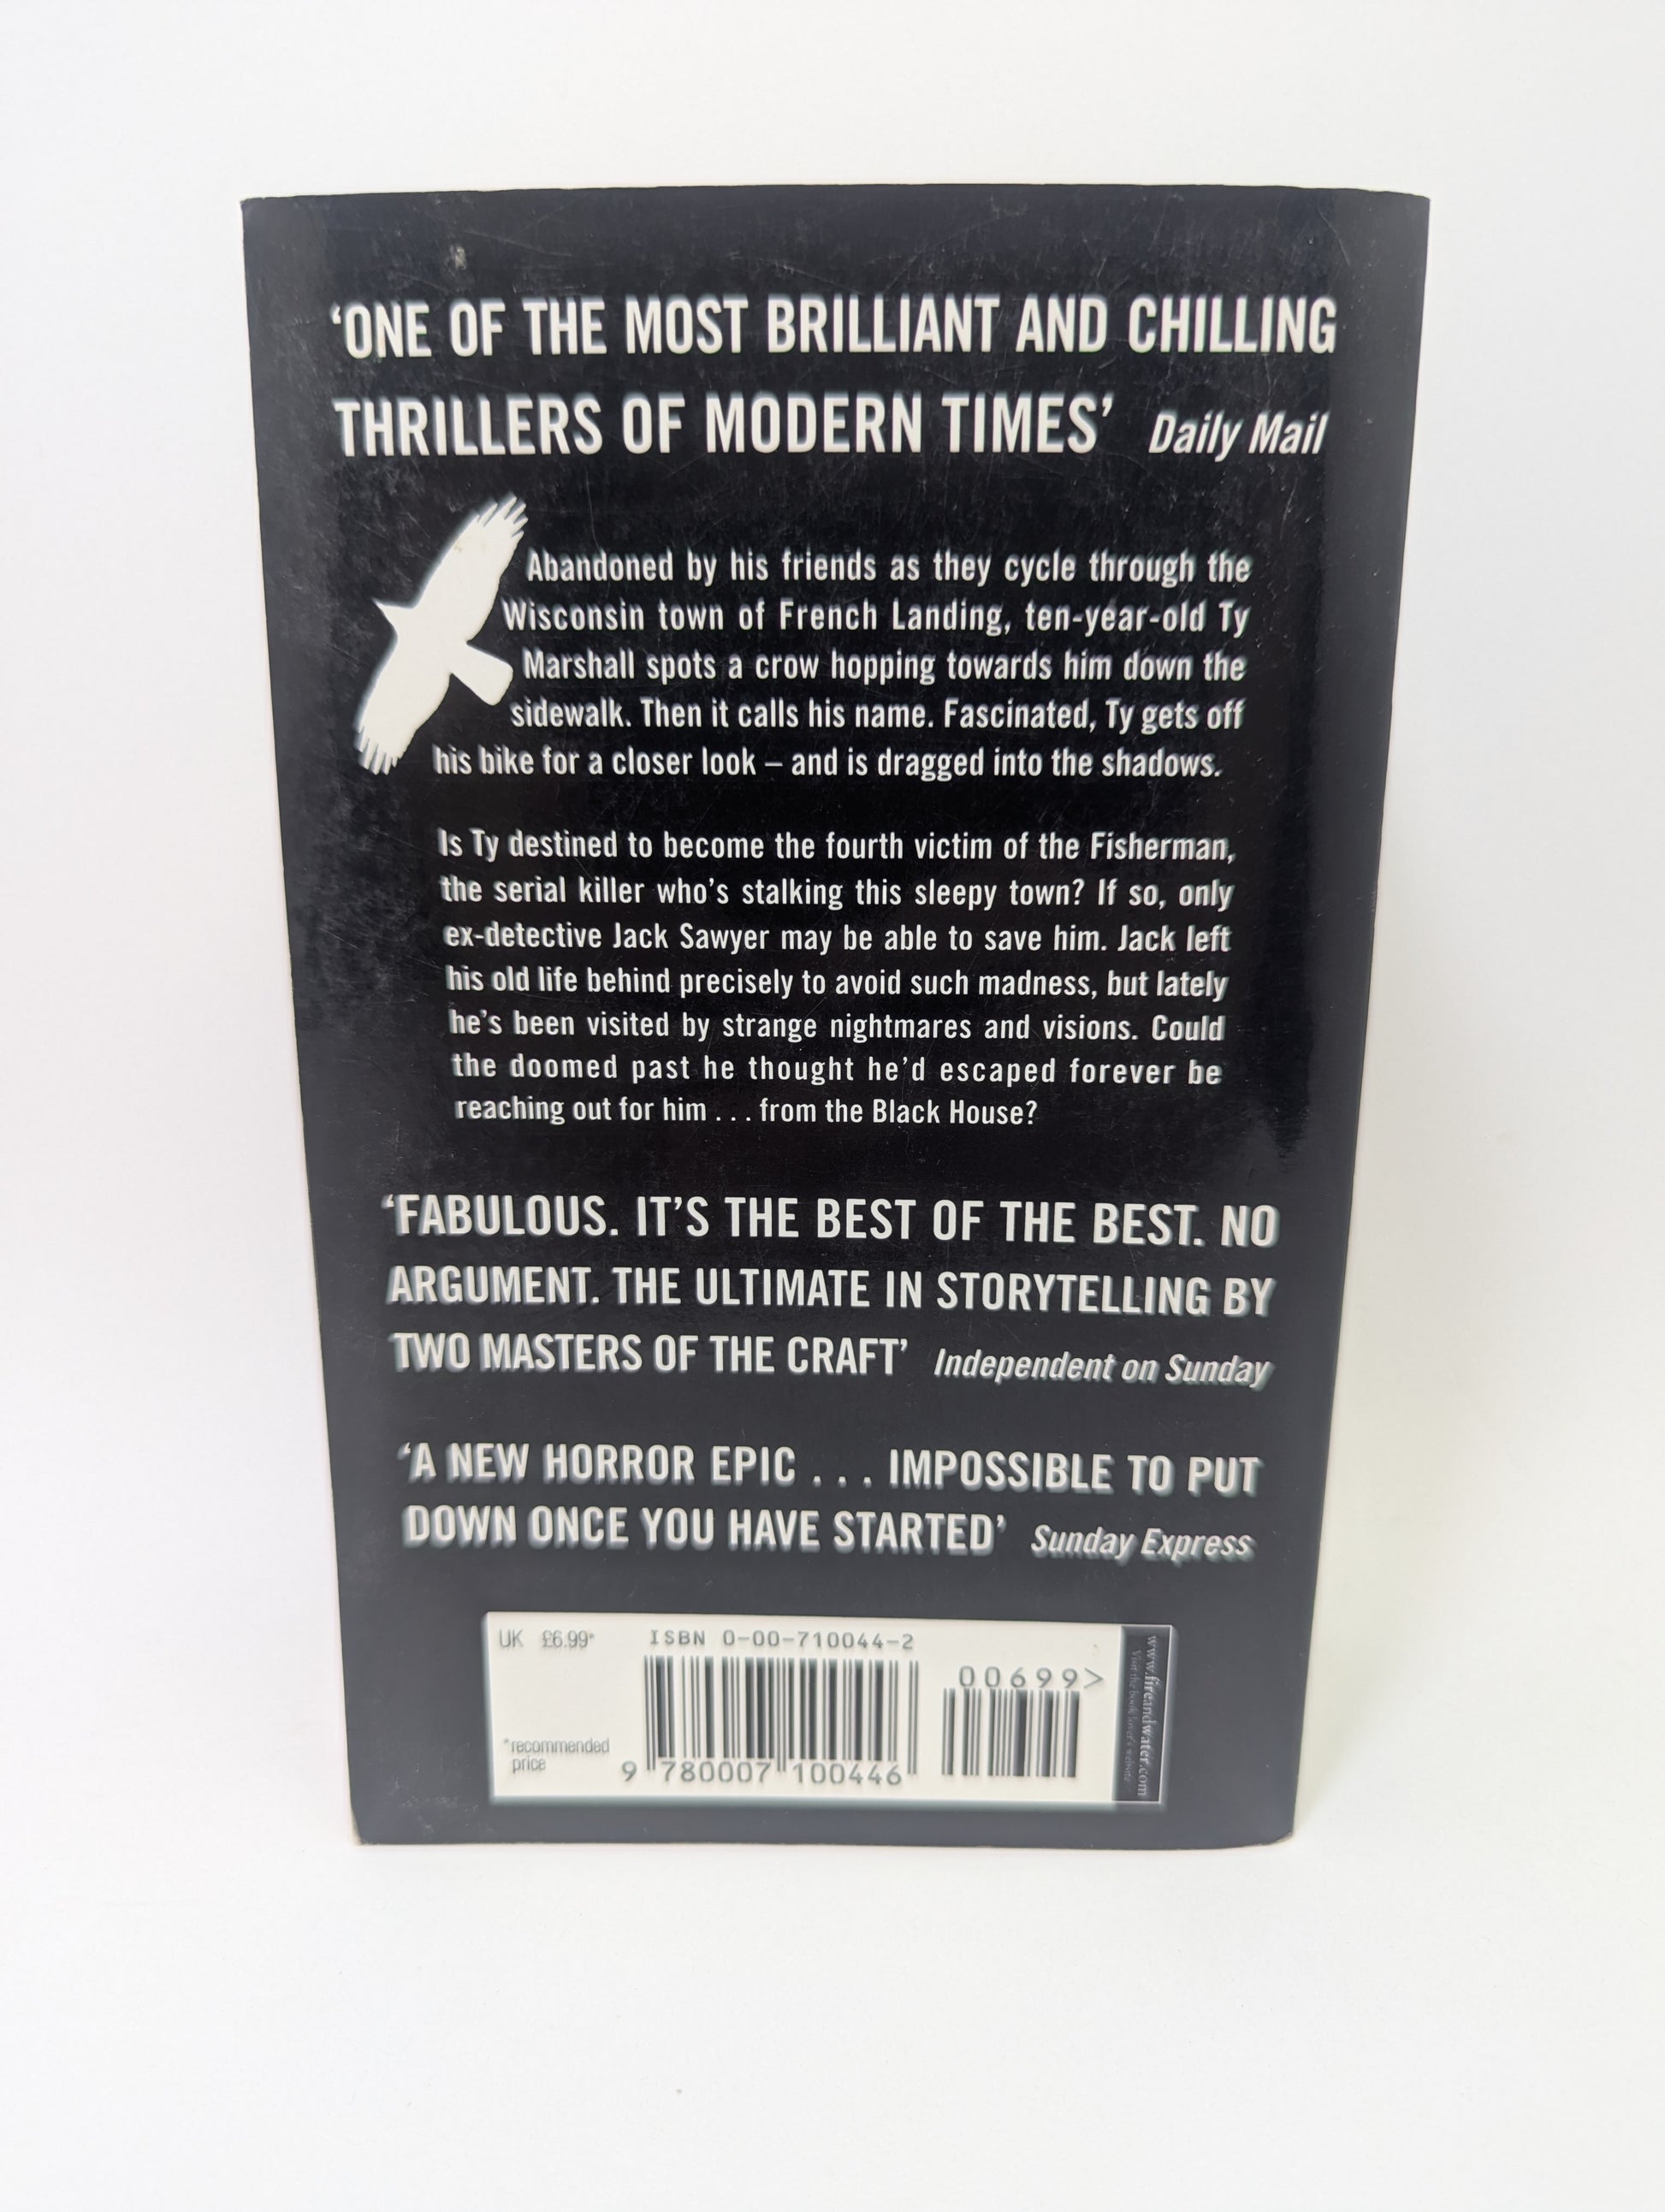 ‘ONE OF THE MOST BRILLIANT AND CHILLING
THRILLERS OF MODERN TIMES’ Daily Mail
Abandoned by his friends as they cycle through the
Wisconsin town of French Landing, ten-year-old Ty
Marshall spots a crow hopping towards him down the
sidewalk. Then it calls his name. Fascinated, Ty gets off
his bike for a closer look – and is dragged into the shadows.
Is Ty destined to become the fourth victim of the Fisherman,
the serial killer who’s stalking this sleepy town? If so, only
ex-detective Jack Sawyer may be able to save him. Jack left
his old life behind precisely to avoid such madness, but lately
he’s been visited by strange nightmares and visions. Could
the doomed past he thought he’d escaped forever be
reaching out for him . . . from the Black House?
‘FABULOUS. IT’S THE BEST OF THE BEST. NO
ARGUMENT. THE ULTIMATE IN STORYTELLING BY
TWO MASTERS OF THE CRAFT’ Independent on Sunday
‘A NEW HORROR EPIC . . . IMPOSSIBLE TO PUT
DOWN ONCE YOU HAVE STARTED’ Sunday Express
UK £6.99*
*recommended
price
ISBN 0-00-710044-2
9 780007 100446
00699>
www.fireandwater.com
Visit the book lover's website